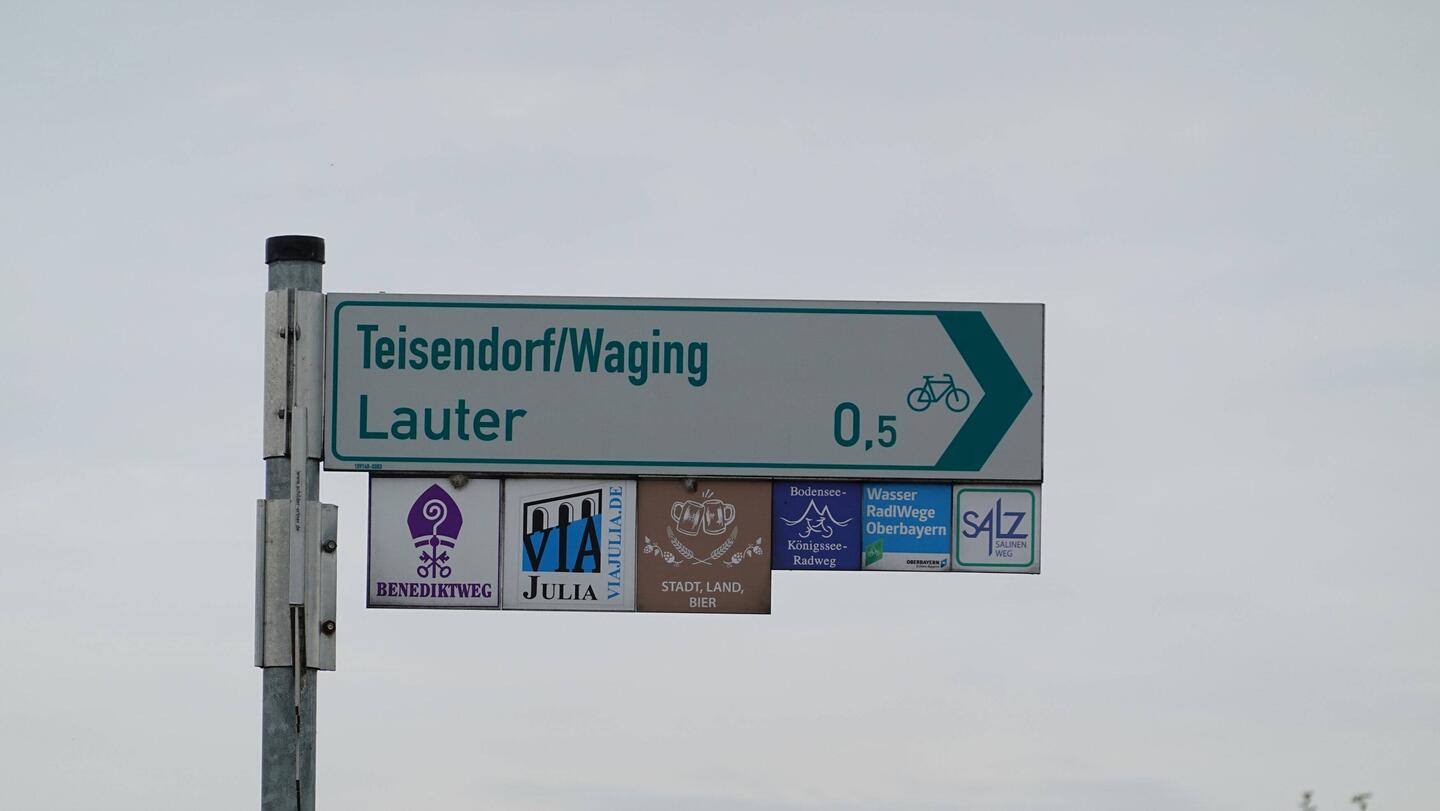 Teisendorf/Waging
Lauter 0,5
BENEDIKTWEG
VIA
JULIA
VIAJULIA.DE
STADT, LAND,
BIER
Bodensee-
Königssee-
Radweg
Wasser
RadlWege
Oberbayern
OBERBAYERN
SALZ
SALINEN
WEG